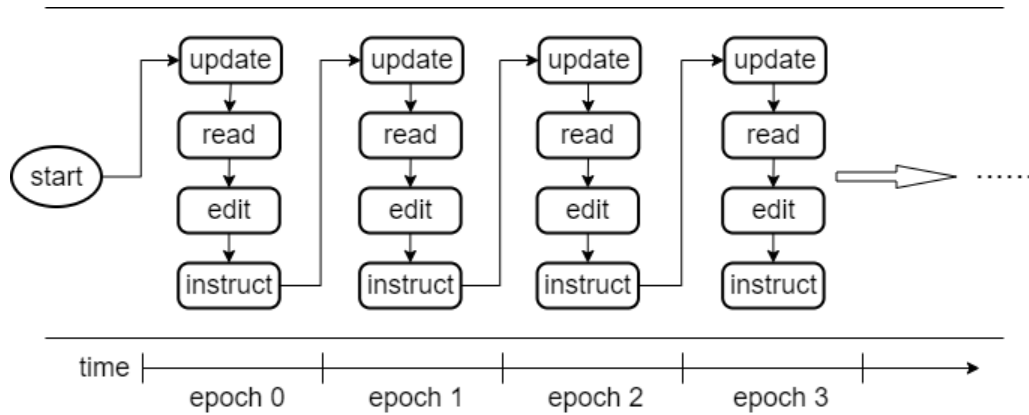 update update update update
read read read read
start
edit edit edit edit
instruct instruct instruct instruct
time
epoch 0 epoch 1 epoch 2 epoch 3